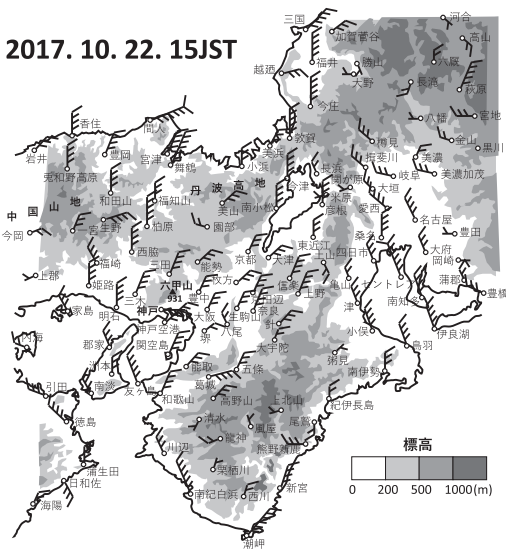 2017. 10. 22. 15JST
三国
河合
加賀菅谷
高山
福井
勝山
六厩
越廼
大野
長滝
萩原
今庄
香住
間人
八幡
宮地
敦賀
樽見
金山
黒川
岩井
豊岡
宮津
舞鶴
美浜
揖斐川
美濃
兎和野高原
小浜
長浜
関が原
岐阜
美濃加茂
和田山
丹波高地
今津
米原
大垣
中国山地
福知山
美山
南小松
彦根
愛西
名古屋
今岡
生野
柏原
園部
桑名
豊田
西脇
東近江
四日市
大府
岡崎
上郡
福崎
三田
能勢
京都
大津
土山
蒲郡
姫路
六甲山
931
枚方
信楽
亀山
セントレア
豊橋
家島
三木
豊中
上野
南知多
明石
神戸
奈良
津
神戸空港
大阪
生駒山
針
伊良湖
郡家
関空島
堺
八尾
大宇陀
小俣
鳥羽
洲本
能取
五條
粥見
南伊勢
引田
南淡
友ヶ島
葛城
和歌山
高野山
上北山
紀伊長島
徳島
清水
風屋
尾鷲
川辺
龍神
熊野新鹿
蒲生田
栗栖川
日和佐
南紀白浜
西川
新宮
海陽
潮岬
標高
0 200 500 1000(m)